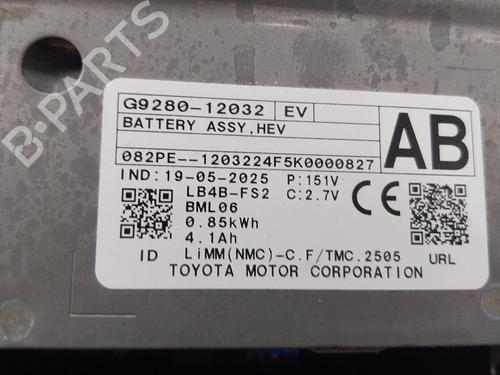 B-PARTS
G9280-12032 EV
BATTERY ASSY,HEV
AB
082PE--1203224F5K0000827
IND:19-05-2025 P:151V
LB4B-FS2 C:2.7V
BML06
0.85kWh
4.1Ah
ID LiMM(NMC)-C.F/TMC.2505 URL
TOYOTA MOTOR CORPORATION